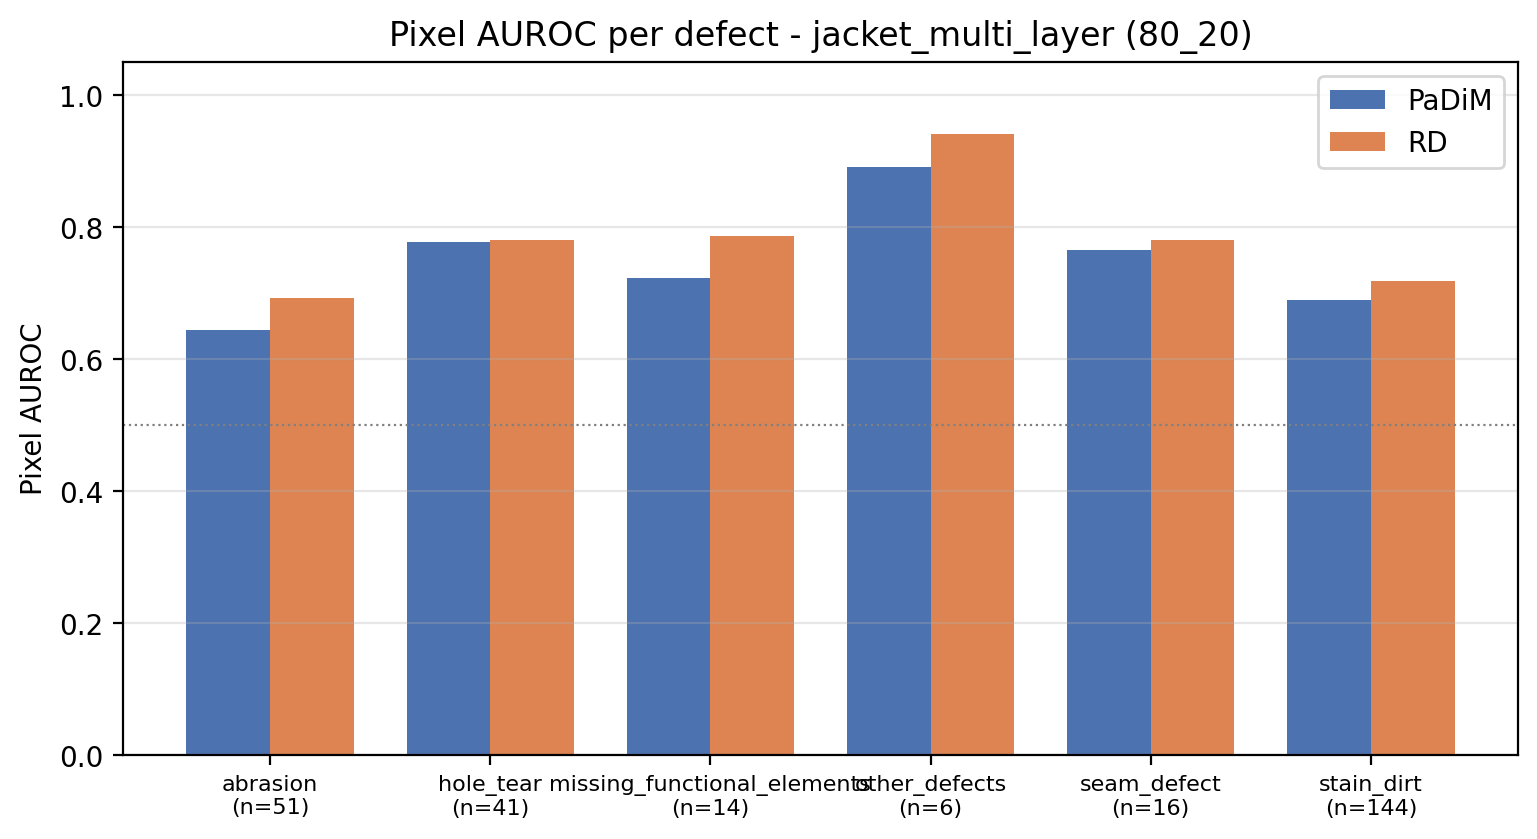 Pixel AUROC per defect - jacket_multi_layer (80_20)
PaDiM
RD
Pixel AUROC
1.0
0.8
0.6
0.4
0.2
0.0
abrasion
(n=51)
hole_tear
(n=41)
missing_functional_elements
(n=14)
other_defects
(n=6)
seam_defect
(n=16)
stain_dirt
(n=144)